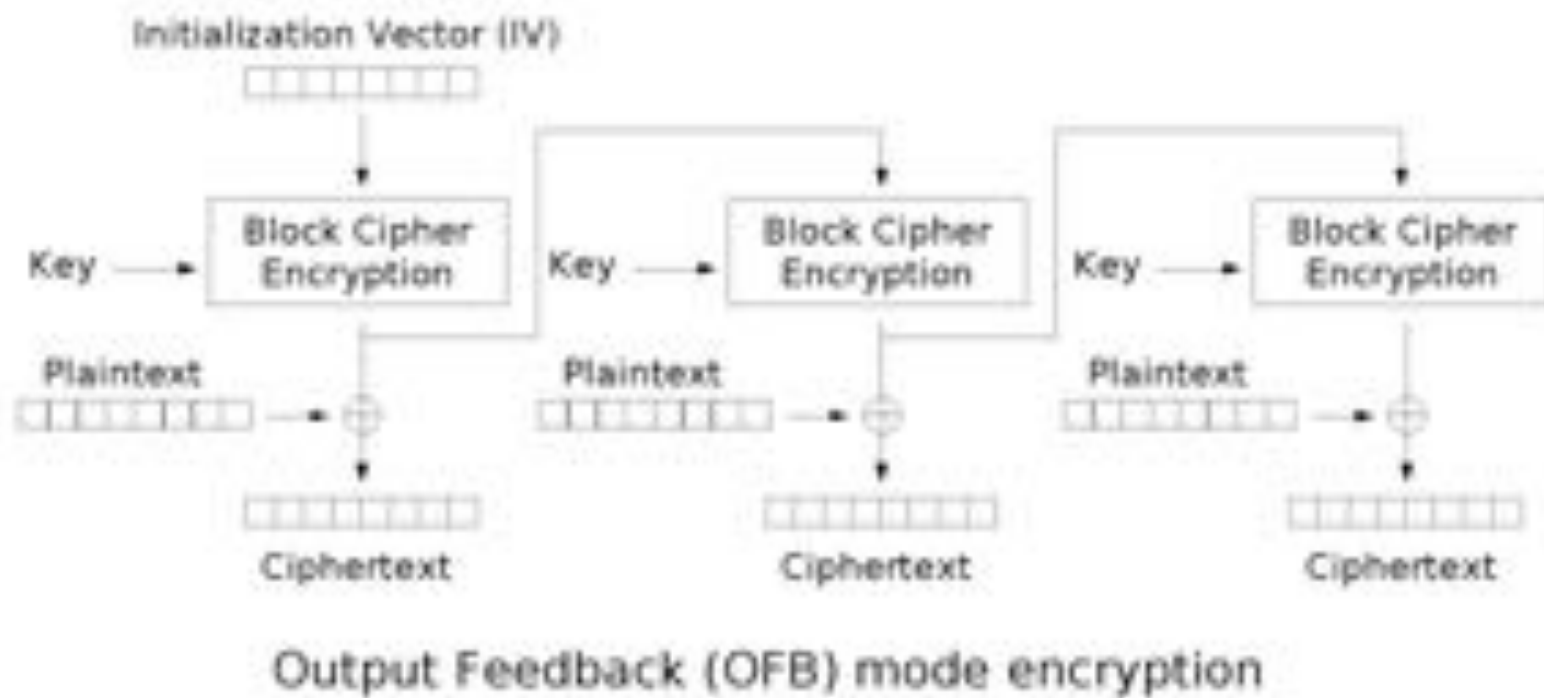 Initialization Vector (IV)
Block Cipher
Encryption
Block Cipher
Encryption
Block Cipher
Encryption
Key
Key
Key
Plaintext
Plaintext
Plaintext
Ciphertext
Ciphertext
Ciphertext
Output Feedback (OFB) mode encryption